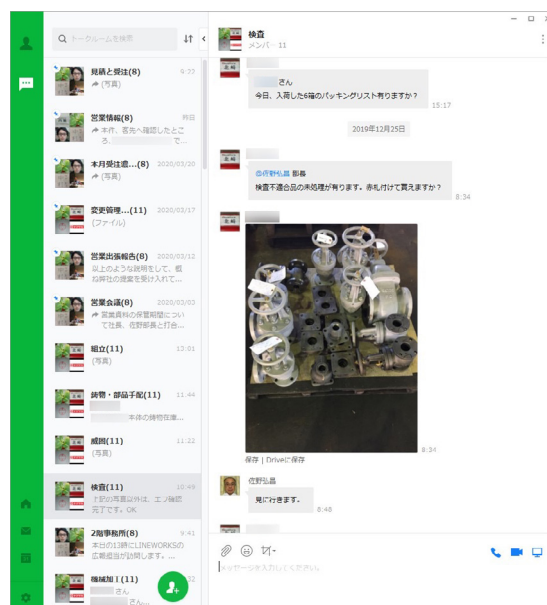 トークルームを検索
見積と受注(8) 9:22
(写真)
営業情報(8) 昨日
本件、客先へ確認したとこ
ろ、 で...
本月受注遮...(8) 2020/03/20
(写真)
変更管理...(11) 2020/03/17
(ファイル)
営業出張報告(8) 2020/03/12
以上のような説明をして、概
ね弊社の提案を受け入れて...
営業会議(8) 2020/03/03
営業資料の保管期間につい
て社長、佐野部長と打合...
組立(11) 12:01
(写真)
鋳物・部品手配(11) 11:44
本体の鋳物在庫...
梱包(11) 11:22
(写真)
検査(11) 10:49
上記の写真以外は、エフ確認
完了です。OK
2階事務所(8) 9:41
本日の13時にLINEWORKSの
広報担当が訪問します。...
機械加工(11)
さん
さん...
検査
メンバー 11
さん
今日、入荷した6箱のパッキングリスト有りますか?
15:17
2019年12月25日
@佐野弘昌 部長
検査不適合品の未処理が有ります。赤札付けて貰えますか?
8:34
8:34
保存 | Driveに保存
佐野弘昌
見に行きます。
8:48
メッセージを入力してください。